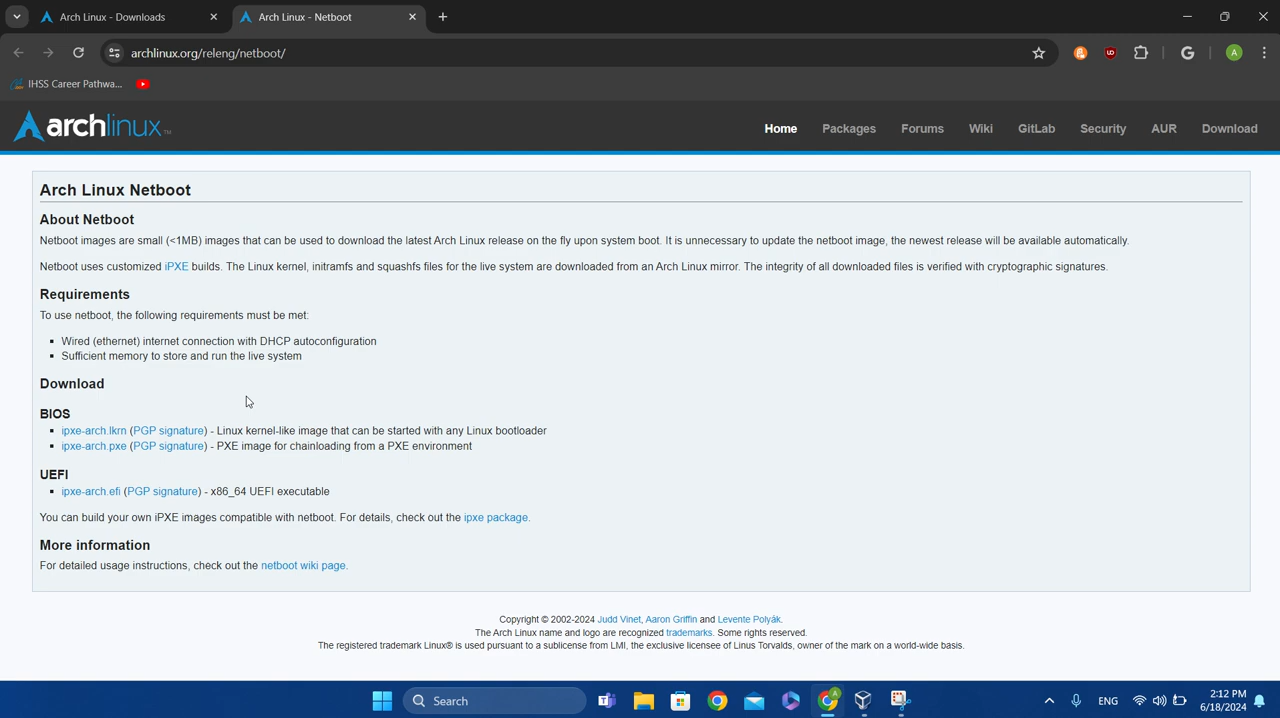 Arch Linux - Downloads
Arch Linux - Netboot
archlinux.org/releng/netboot/
A
IHSS Career Pathwa...
archlinux™
Home
Packages
Forums
Wiki
GitLab
Security
AUR
Download
Arch Linux Netboot
About Netboot
Netboot images are small (<1MB) images that can be used to download the latest Arch Linux release on the fly upon system boot. It is unnecessary to update the netboot image, the newest release will be available automatically.
Netboot uses customized iPXE builds. The Linux kernel, initramfs and squashfs files for the live system are downloaded from an Arch Linux mirror. The integrity of all downloaded files is verified with cryptographic signatures.
Requirements
To use netboot, the following requirements must be met:
▪ Wired (ethernet) internet connection with DHCP autoconfiguration
▪ Sufficient memory to store and run the live system
Download
BIOS
▪ ipxe-arch.lkrn (PGP signature) - Linux kernel-like image that can be started with any Linux bootloader
▪ ipxe-arch.pxe (PGP signature) - PXE image for chainloading from a PXE environment
UEFI
▪ ipxe-arch.efi (PGP signature) - x86_64 UEFI executable
You can build your own iPXE images compatible with netboot. For details, check out the ipxe package.
More information
For detailed usage instructions, check out the netboot wiki page.
Copyright © 2002-2024 Judd Vinet, Aaron Griffin and Levente Polyák.
The Arch Linux name and logo are recognized trademarks. Some rights reserved.
The registered trademark Linux® is used pursuant to a sublicense from LMI, the exclusive licensee of Linus Torvalds, owner of the mark on a world-wide basis.
Search
ENG
2:12 PM
6/18/2024